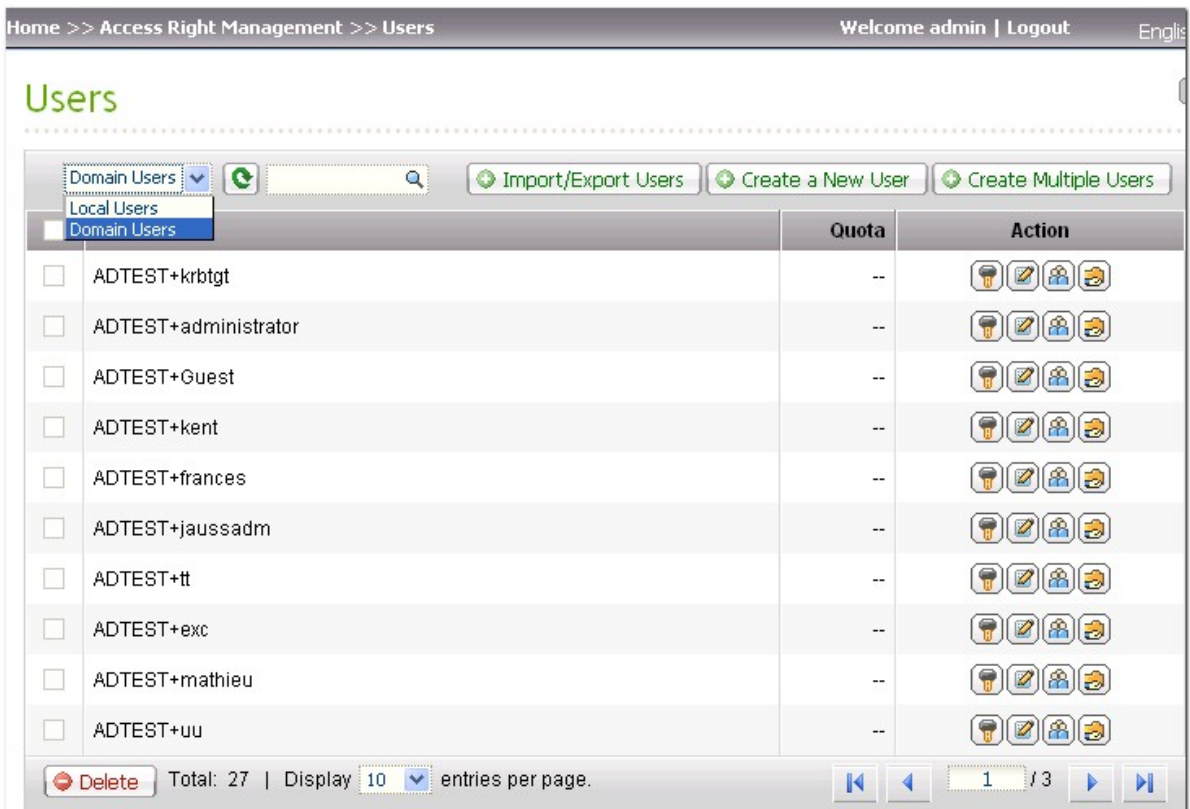 Home >> Access Right Management >> Users Welcome admin | Logout
Users
Domain Users Import/Export Users Create a New User Create Multiple Users
Local Users
Domain Users
Quota Action
ADTEST+krbtgt --
ADTEST+administrator --
ADTEST+Guest --
ADTEST+kent --
ADTEST+frances --
ADTEST+jaussadm --
ADTEST+tt --
ADTEST+exc --
ADTEST+mathieu --
ADTEST+uu --
Delete Total: 27 | Display 10 entries per page. 1 / 3